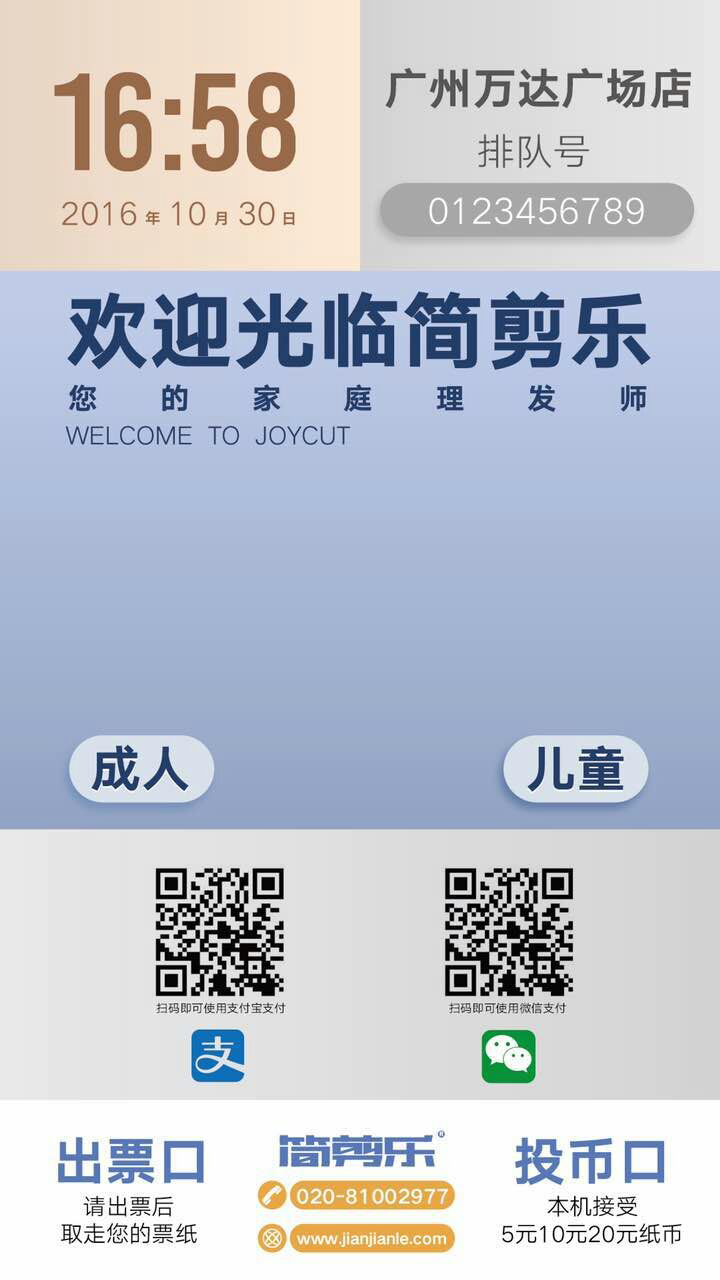 16:58
2016年10月30日
广州万达广场店
排队号
0123456789
欢迎光临简剪乐
您的家庭理发师
WELCOME TO JOYCUT
成人
儿童
扫码即可使用支付宝支付
扫码即可使用微信支付
支
出票口
请出票后
取走您的票纸
简剪乐®
020-81002977
www.jianjianle.com
投币口
本机接受
5元10元20元纸币